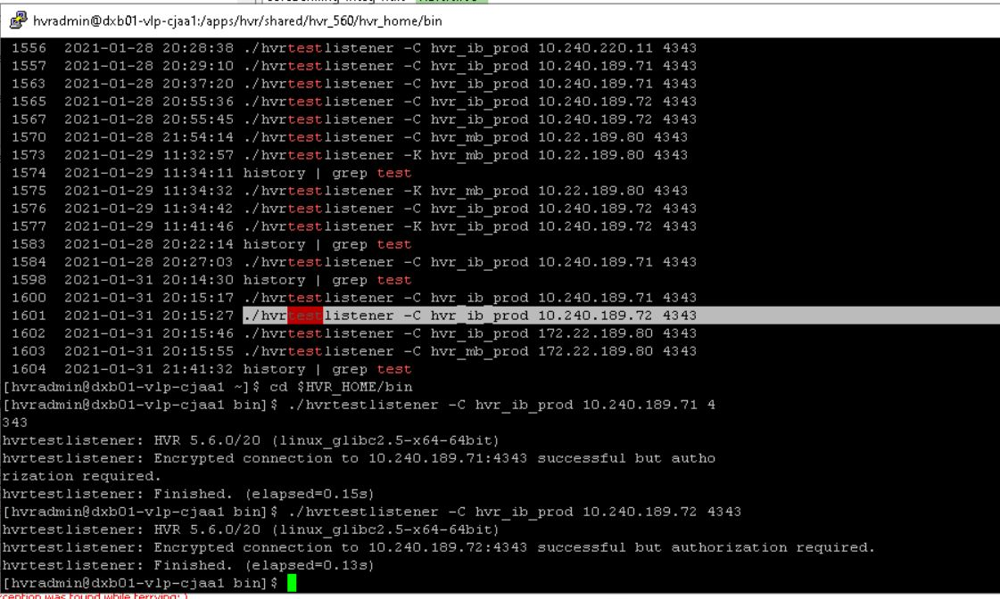 hvradmin@dxb01-vlp-cjaa1:/apps/hvr/shared/hvr_560/hvr_home/bin
1556 2021-01-28 20:28:38 ./hvrtestlistener -C hvr_ib_prod 10.240.220.11 4343
1557 2021-01-28 20:29:10 ./hvrtestlistener -C hvr_ib_prod 10.240.189.71 4343
1563 2021-01-28 20:37:20 ./hvrtestlistener -C hvr_ib_prod 10.240.189.71 4343
1565 2021-01-28 20:55:36 ./hvrtestlistener -C hvr_ib_prod 10.240.189.72 4343
1567 2021-01-28 20:55:45 ./hvrtestlistener -C hvr_ib_prod 10.240.189.72 4343
1570 2021-01-28 21:54:14 ./hvrtestlistener -C hvr_mb_prod 10.22.189.80 4343
1573 2021-01-29 11:32:57 ./hvrtestlistener -K hvr_mb_prod 10.22.189.80 4343
1574 2021-01-29 11:34:11 history | grep test
1575 2021-01-29 11:34:32 ./hvrtestlistener -K hvr_mb_prod 10.22.189.80 4343
1576 2021-01-29 11:34:42 ./hvrtestlistener -C hvr_ib_prod 10.240.189.72 4343
1577 2021-01-29 11:41:46 ./hvrtestlistener -K hvr_ib_prod 10.240.189.72 4343
1583 2021-01-28 20:22:14 history | grep test
1584 2021-01-28 20:27:03 ./hvrtestlistener -C hvr_ib_prod 10.240.189.71 4343
1598 2021-01-31 20:14:30 history | grep test
1600 2021-01-31 20:15:17 ./hvrtestlistener -C hvr_ib_prod 10.240.189.71 4343
1601 2021-01-31 20:15:27 ./hvrtestlistener -C hvr_ib_prod 10.240.189.72 4343
1602 2021-01-31 20:15:46 ./hvrtestlistener -C hvr_ib_prod 172.22.189.80 4343
1603 2021-01-31 20:15:55 ./hvrtestlistener -C hvr_mb_prod 172.22.189.80 4343
1604 2021-01-31 21:41:32 history | grep test
[hvradmin@dxb01-vlp-cjaa1 ~]$ cd $HVR_HOME/bin
[hvradmin@dxb01-vlp-cjaa1 bin]$ ./hvrtestlistener -C hvr_ib_prod 10.240.189.71 4
343
hvrtestlistener: HVR 5.6.0/20 (linux_glibc2.5-x64-64bit)
hvrtestlistener: Encrypted connection to 10.240.189.71:4343 successful but autho
rization required.
hvrtestlistener: Finished. (elapsed=0.15s)
[hvradmin@dxb01-vlp-cjaa1 bin]$ ./hvrtestlistener -C hvr_ib_prod 10.240.189.72 4343
hvrtestlistener: HVR 5.6.0/20 (linux_glibc2.5-x64-64bit)
hvrtestlistener: Encrypted connection to 10.240.189.72:4343 successful but authorization required.
hvrtestlistener: Finished. (elapsed=0.13s)
[hvradmin@dxb01-vlp-cjaa1 bin]$